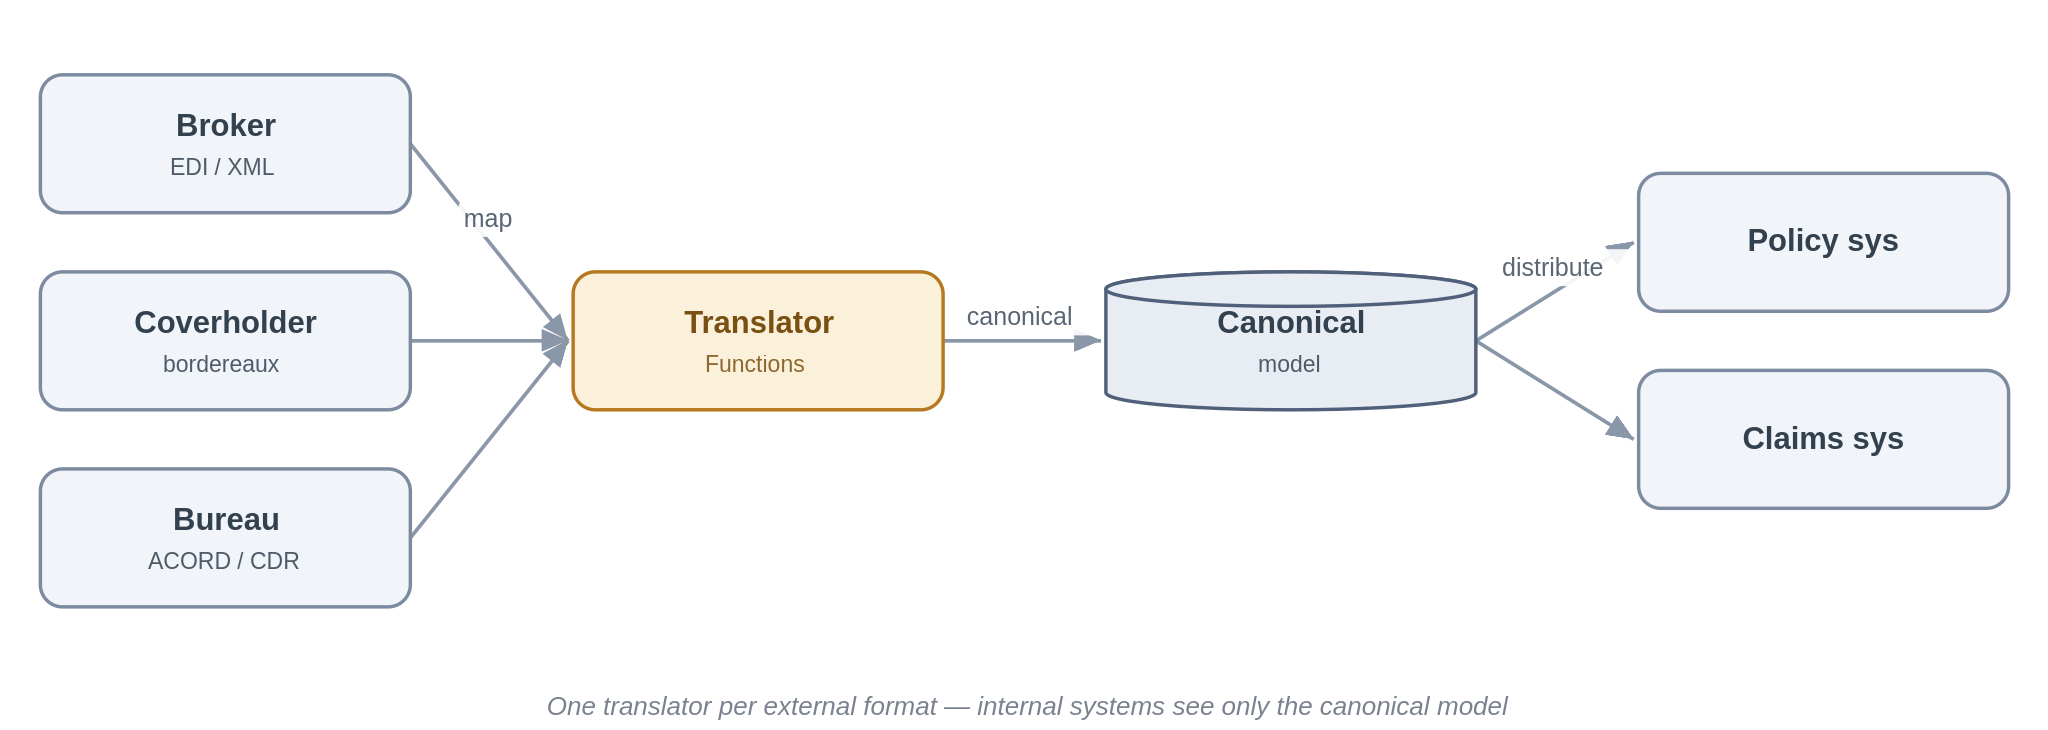 Broker
EDI / XML
map
Coverholder
bordereaux
Bureau
ACORD / CDR
Translator
Functions
canonical
Canonical
model
distribute
Policy sys
Claims sys
One translator per external format — internal systems see only the canonical model